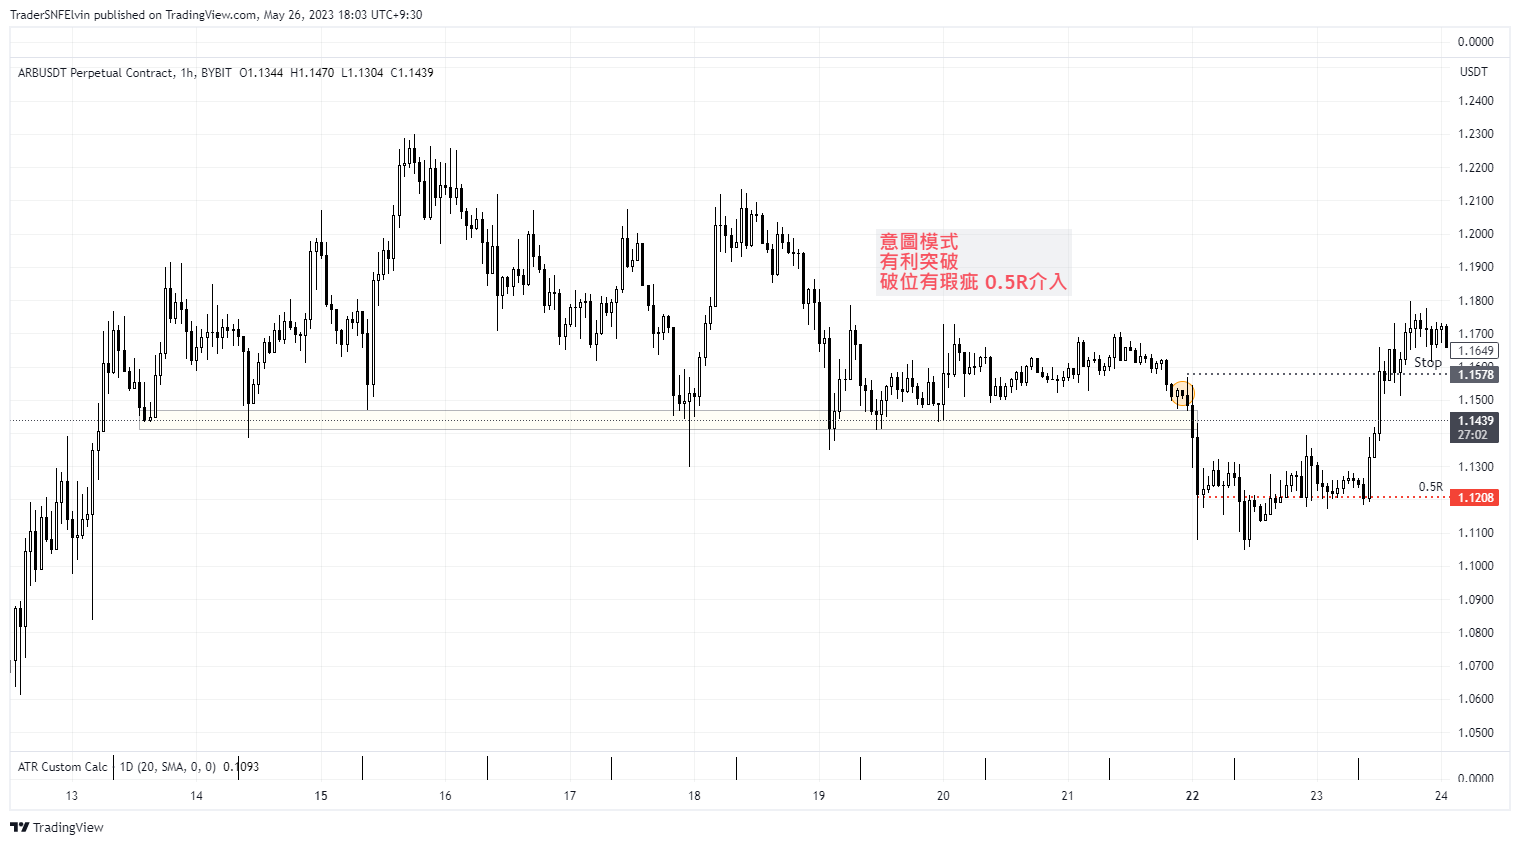 TraderSNFElvin published on TradingView.com, May 26, 2023 18:03 UTC+9:30
0.0000
ARBUSDT Perpetual Contract, 1h, BYBIT O1.1344 H1.1470 L1.1304 C1.1439
USDT
1.2400
1.2300
1.2200
1.2100
意圖模式
有利突破
破位有瑕疵 0.5R介入
1.2000
1.1900
1.1800
1.1700
1.1649
Stop
1.1578
1.1500
1.1439
27:02
1.1300
0.5R
1.1208
1.1100
1.1000
1.0900
1.0800
1.0700
1.0600
1.0500
ATR Custom Calc 1D (20, SMA, 0, 0) 0.1093
0.0000
13 14 15 16 17 18 19 20 21 22 23 24
TradingView